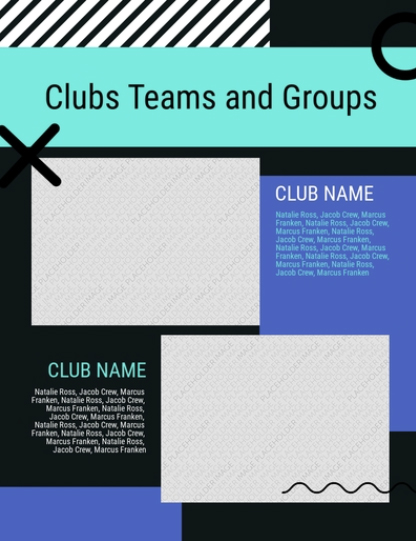 Clubs Teams and Groups
CLUB NAME
Natalie Ross, Jacob Crew, Marcus
Franken, Natalie Ross, Jacob Crew,
Marcus Franken, Natalie Ross,
Jacob Crew, Marcus Franken,
Natalie Ross, Jacob Crew, Marcus
Franken, Natalie Ross, Jacob Crew,
Marcus Franken, Natalie Ross,
Jacob Crew, Marcus Franken
CLUB NAME
Natalie Ross, Jacob Crew, Marcus
Franken, Natalie Ross, Jacob Crew,
Marcus Franken, Natalie Ross,
Jacob Crew, Marcus Franken,
Natalie Ross, Jacob Crew, Marcus
Franken, Natalie Ross, Jacob Crew,
Marcus Franken, Natalie Ross,
Jacob Crew, Marcus Franken